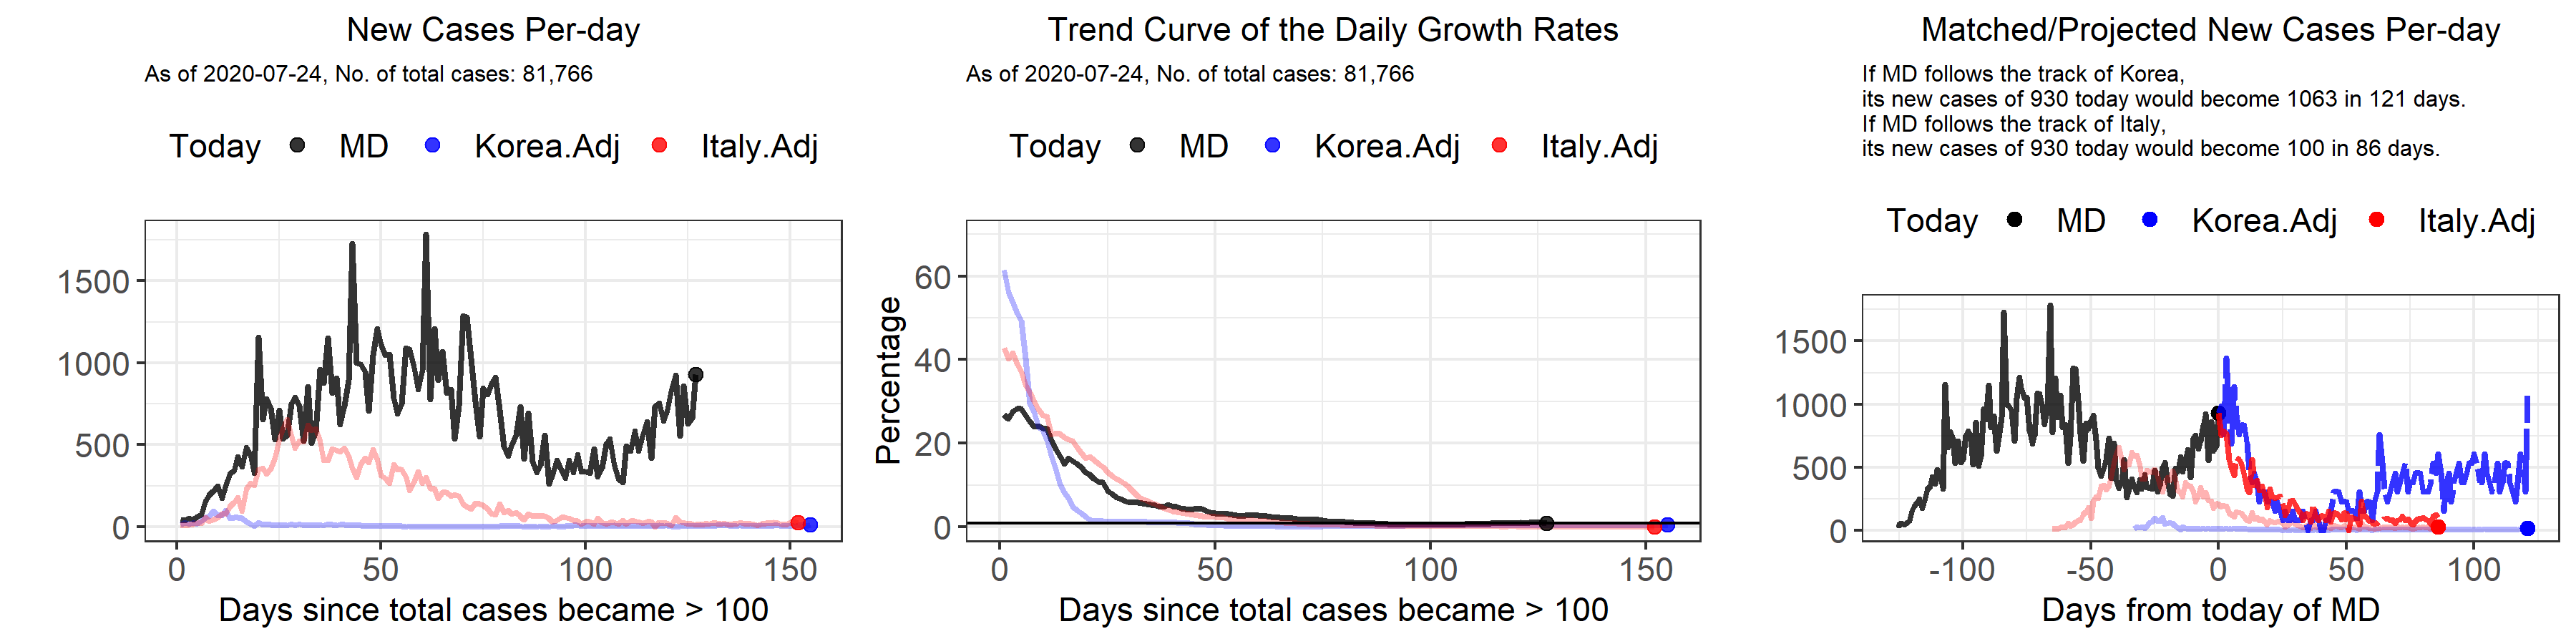 New Cases Per-day
As of 2020-07-24, No. of total cases: 81,766
Today MD Korea.Adj Italy.Adj
1500
1000
500
0
0 50 100 150
Days since total cases became > 100
Trend Curve of the Daily Growth Rates
As of 2020-07-24, No. of total cases: 81,766
Today MD Korea.Adj Italy.Adj
Percentage
60
40
20
0
0 50 100 150
Days since total cases became > 100
Matched/Projected New Cases Per-day
If MD follows the track of Korea,
its new cases of 930 today would become 1063 in 121 days.
If MD follows the track of Italy,
its new cases of 930 today would become 100 in 86 days.
Today MD Korea.Adj Italy.Adj
1500
1000
500
0
-100 -50 0 50 100
Days from today of MD